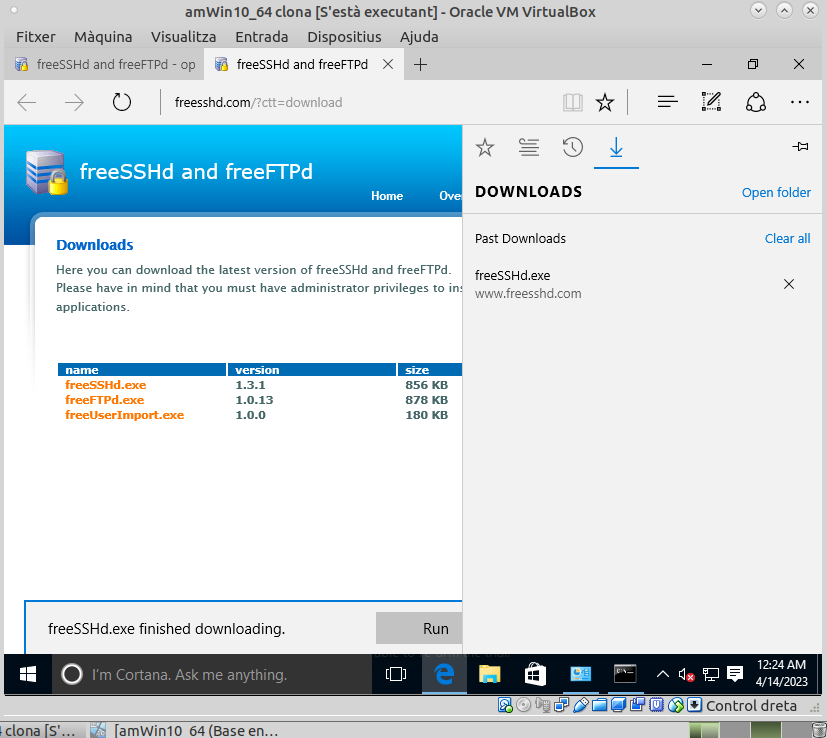 amWin10_64 clona [S'està executant] - Oracle VM VirtualBox
Fitxer Màquina Visualitza Entrada Dispositius Ajuda
freeSSHd and freeFTPd - op
freeSSHd and freeFTPd
freesshd.com/?ctt=download
freeSSHd and freeFTPd
Home Ove
Downloads
Here you can download the latest version of freeSSHd and freeFTPd.
Please have in mind that you must have administrator privileges to ins
applications.
name version size
freeSSHd.exe 1.3.1 856 KB
freeFTPd.exe 1.0.13 878 KB
freeUserImport.exe 1.0.0 180 KB
DOWNLOADS Open folder
Past Downloads Clear all
freeSSHd.exe
www.freesshd.com
freeSSHd.exe finished downloading. Run
I'm Cortana. Ask me anything.
12:24 AM
4/14/2023
Control dreta
clona [S'... [amWin10_64 (Base en...